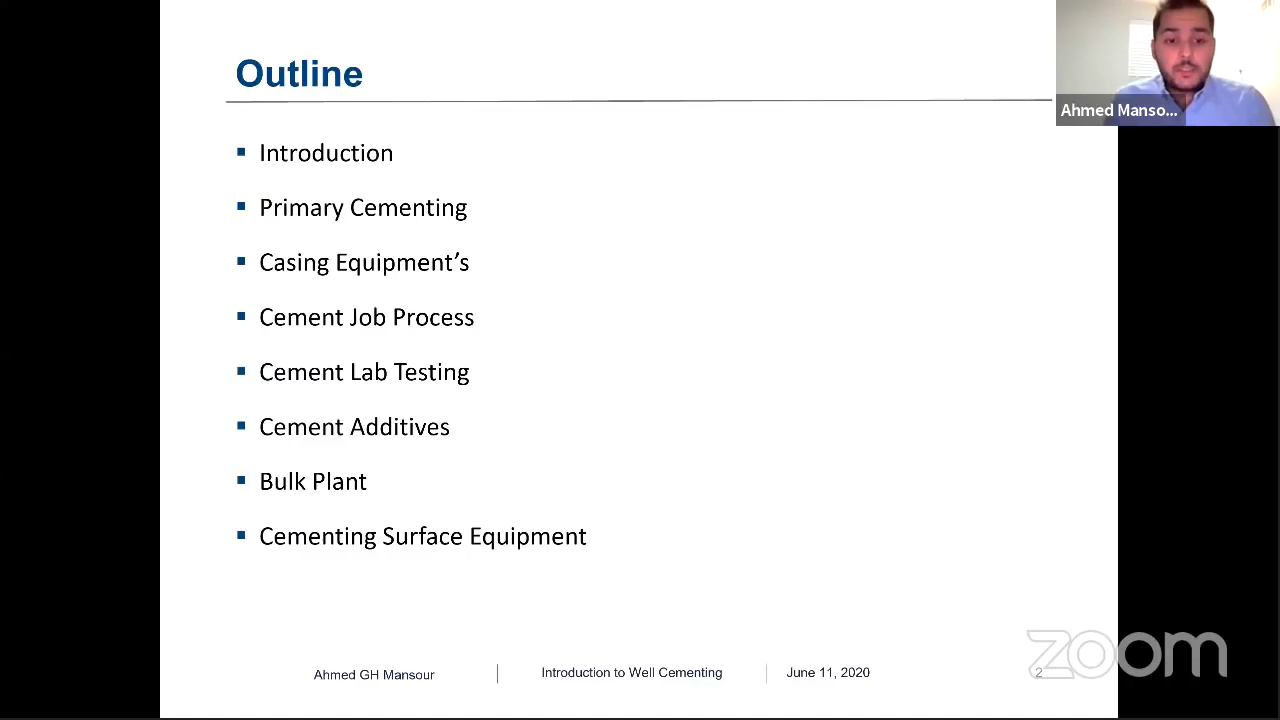 Outline
Ahmed Manso...
Introduction
Primary Cementing
Casing Equipment’s
Cement Job Process
Cement Lab Testing
Cement Additives
Bulk Plant
Cementing Surface Equipment
zoom
Ahmed GH Mansour
Introduction to Well Cementing
June 11, 2020
2